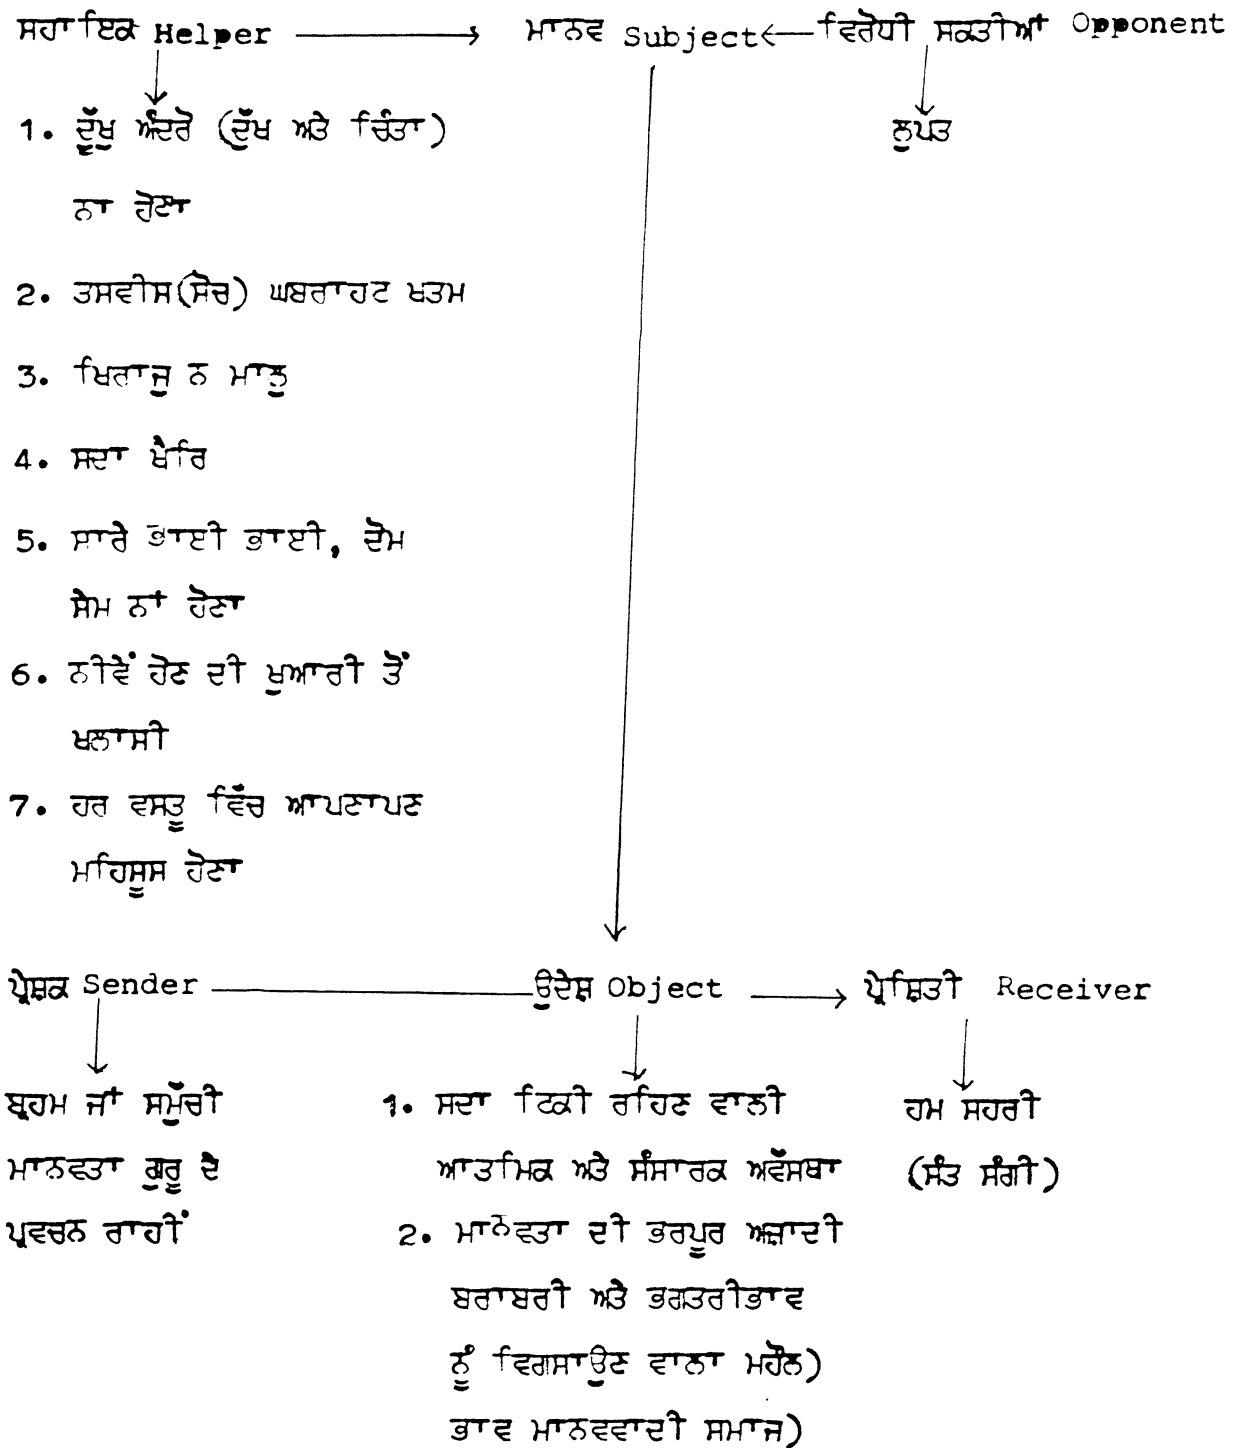 ਸਹਾਇਕ Helper ਮਾਨਵ Subject ਵਿਰੋਧੀ ਸਕਤੀਆਂ Opponent
1. ਦੁੱਖੁ ਅੰਦਰੋ (ਦੁੱਖ ਅਤੇ ਚਿੰਤਾ) ਲੁਪਤ
ਨਾ ਹੋਣਾ
2. ਤਸਵੀਸ(ਸੋਚ) ਘਬਰਾਹਟ ਖਤਮ
3. ਖਿਰਾਜੁ ਨ ਮਾਲੁ
4. ਸਦਾ ਖੈਰਿ
5. ਸਾਰੇ ਭਾਈ ਭਾਈ, ਦੋਮ
ਸੇਮ ਨਾਂ ਹੋਣਾ
6. ਨੀਵੇਂ ਹੋਣ ਦੀ ਖੁਆਰੀ ਤੋਂ
ਖਲਾਸੀ
7. ਹਰ ਵਸਤੂ ਵਿੱਚ ਆਪਣਾਪਣ
ਮਹਿਸੂਸ ਹੋਣਾ
ਪ੍ਰੇਸ਼ਕ Sender ਉਦੇਸ਼ Object ਪ੍ਰੇਸ਼ਿਤੀ Receiver
ਬ੍ਰਹਮ ਜਾਂ ਸਮੁੱਚੀ 1. ਸਦਾ ਟਿਕੀ ਰਹਿਣ ਵਾਲੀ ਹਮ ਸਹਰੀ
ਮਾਨਵਤਾ ਗੁਰੂ ਦੇ ਆਤਮਿਕ ਅਤੇ ਸੰਸਾਰਕ ਅਵੱਸਥਾ (ਸੰਤ ਸੰਗੀ)
ਪ੍ਰਵਚਨ ਰਾਹੀਂ 2. ਮਾਨੇਵਤਾ ਦੀ ਭਰਪੂਰ ਅਜ਼ਾਦੀ
ਬਰਾਬਰੀ ਅਤੇ ਭਗਤਰੀਭਾਵ
ਨੂੰ ਵਿਗਸਾਉਣ ਵਾਲਾ ਮਹੌਲ)
ਭਾਵ ਮਾਨਵਵਾਦੀ ਸਮਾਜ)